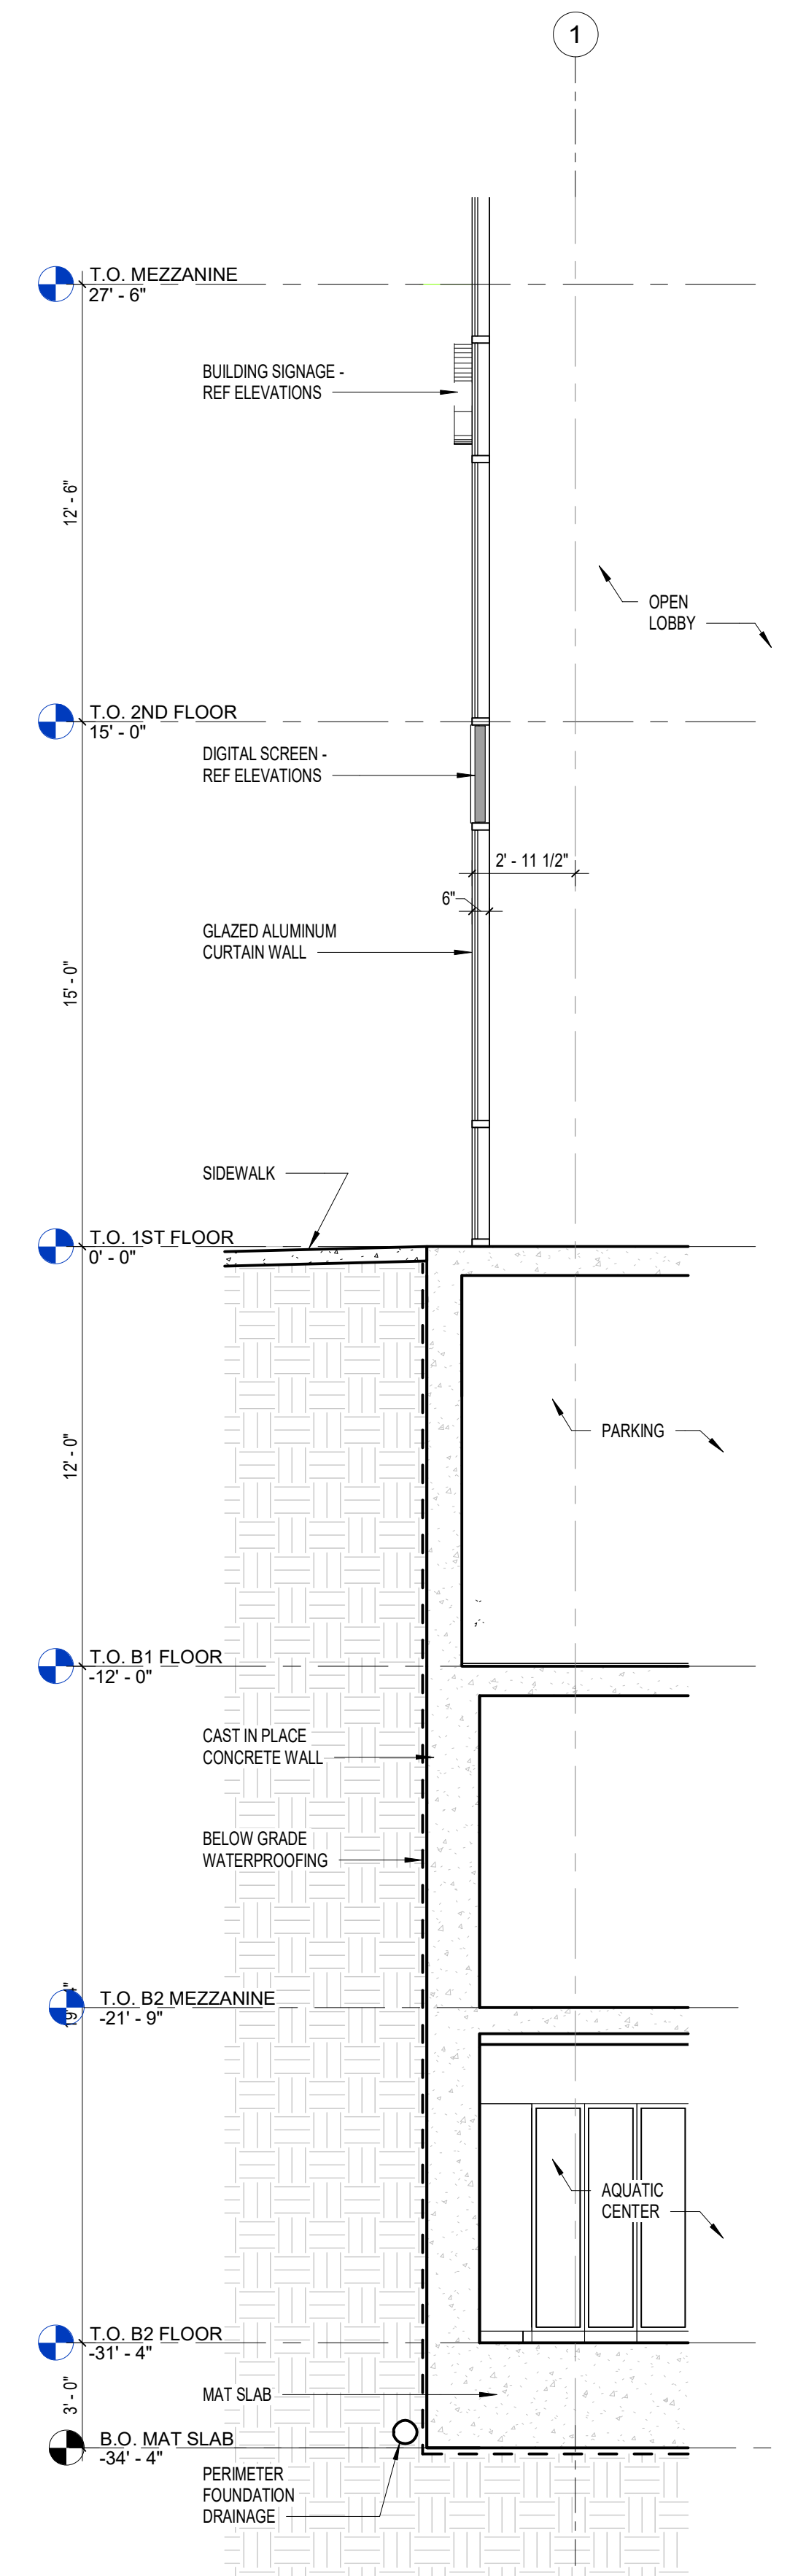 1
T.O. MEZZANINE
27' - 6"
BUILDING SIGNAGE -
REF ELEVATIONS
12' - 6"
OPEN
LOBBY
T.O. 2ND FLOOR
15' - 0"
DIGITAL SCREEN -
REF ELEVATIONS
2' - 11 1/2"
6"
GLAZED ALUMINUM
CURTAIN WALL
15' - 0"
SIDEWALK
T.O. 1ST FLOOR
0' - 0"
PARKING
12' - 0"
T.O. B1 FLOOR
-12' - 0"
CAST IN PLACE
CONCRETE WALL
BELOW GRADE
WATERPROOFING
T.O. B2 MEZZANINE
-21' - 9"
AQUATIC
CENTER
T.O. B2 FLOOR
-31' - 4"
3' - 0"
MAT SLAB
B.O. MAT SLAB
-34' - 4"
PERIMETER
FOUNDATION
DRAINAGE